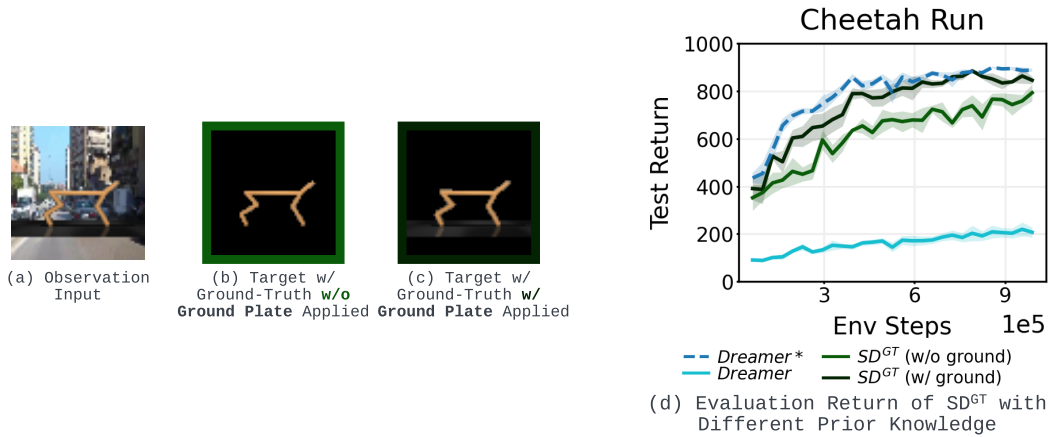 (a) Observation
Input
(b) Target w/
Ground-Truth w/o
Ground Plate Applied
(c) Target w/
Ground-Truth w/
Ground Plate Applied
Cheetah Run
Test Return
1000
800
600
400
200
0
3
6
9
Env Steps
1e5
Dreamer *
Dreamer
SD^GT (w/o ground)
SD^GT (w/ ground)
(d) Evaluation Return of SD^GT with
Different Prior Knowledge